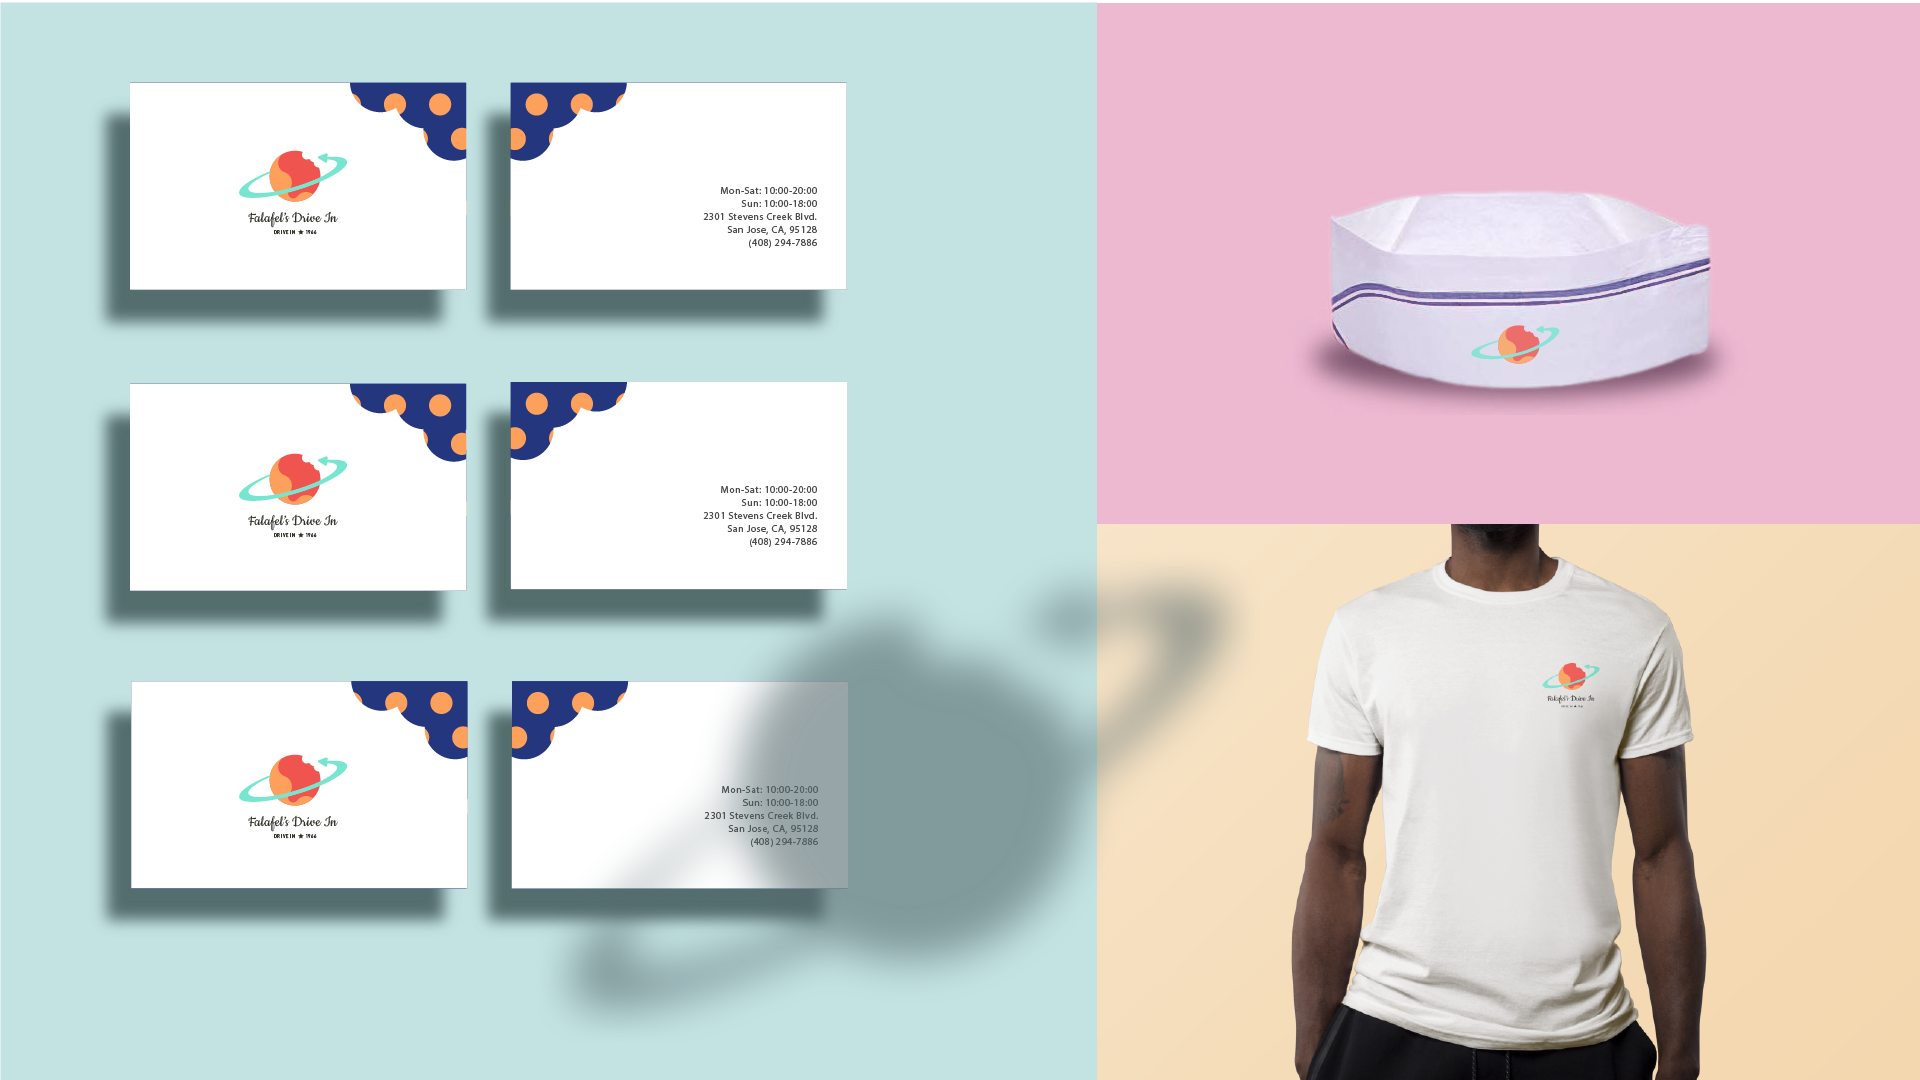 Falafel's Drive In
DRIVE IN ★ 1966
Mon-Sat: 10:00-20:00
Sun: 10:00-18:00
2301 Stevens Creek Blvd.
San Jose, CA, 95128
(408) 294-7886
Falafel's Drive In
DRIVE IN ★ 1966
Mon-Sat: 10:00-20:00
Sun: 10:00-18:00
2301 Stevens Creek Blvd.
San Jose, CA, 95128
(408) 294-7886
Falafel's Drive In
DRIVE IN ★ 1966
Mon-Sat: 10:00-20:00
Sun: 10:00-18:00
2301 Stevens Creek Blvd.
San Jose, CA, 95128
(408) 294-7886
Falafel's Drive In